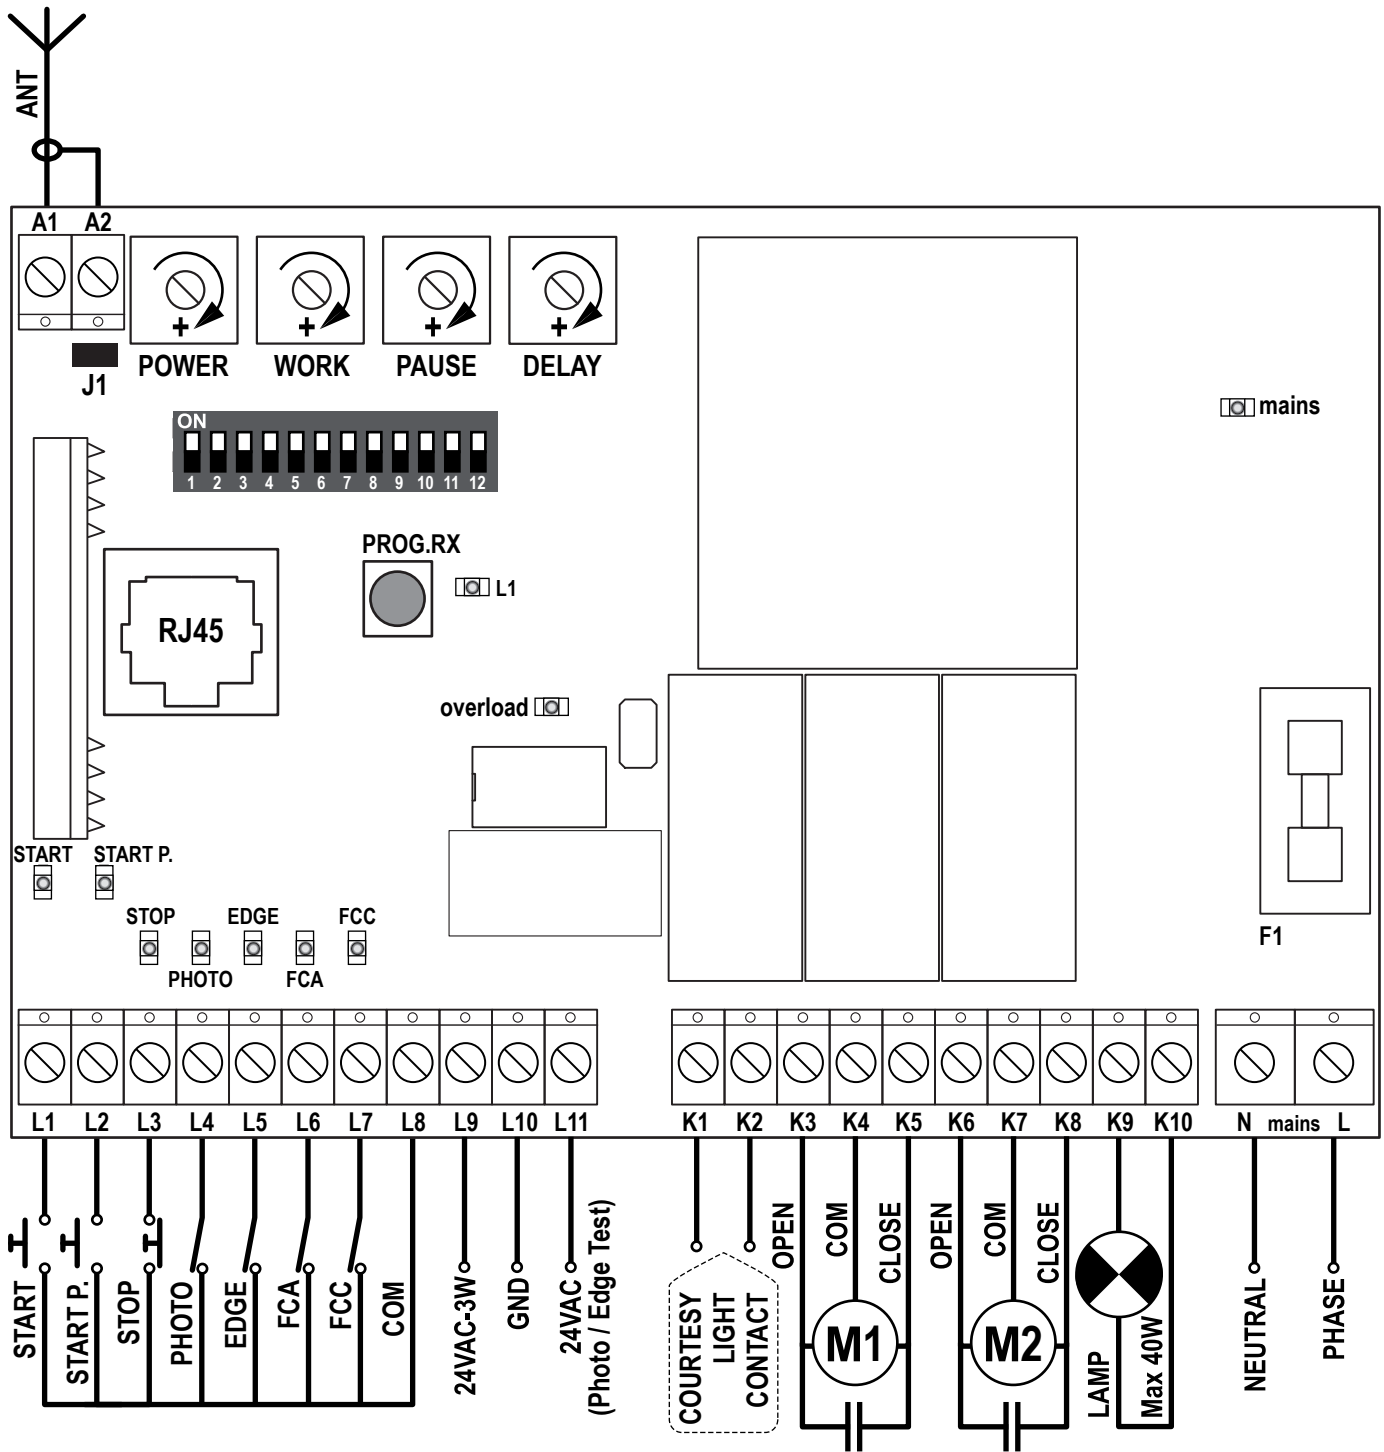 ANT
A1 A2
POWER WORK PAUSE DELAY
J1
mains
ON
1 2 3 4 5 6 7 8 9 10 11 12
PROG.RX
L1
RJ45
overload
START START P.
STOP EDGE FCC
PHOTO FCA
F1
L1 L2 L3 L4 L5 L6 L7 L8 L9 L10 L11
K1 K2 K3 K4 K5 K6 K7 K8 K9 K10
N mains L
START
START P.
STOP
PHOTO
EDGE
FCA
FCC
COM
24VAC-3W
GND
24VAC
(Photo / Edge Test)
COURTESY
LIGHT
CONTACT
OPEN
COM
CLOSE
M1
OPEN
COM
CLOSE
M2
LAMP
Max 40W
NEUTRAL
PHASE